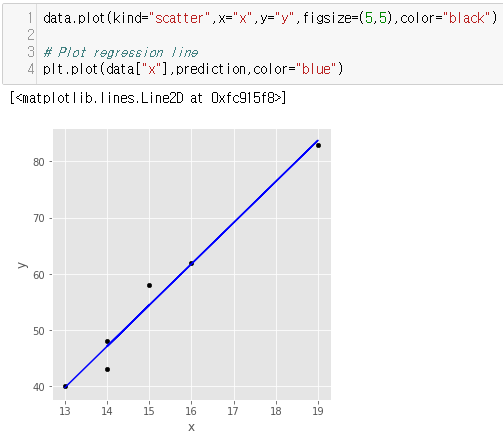 1 data.plot(kind="scatter",x="x",y="y",figsize=(5,5),color="black")
2
3 # Plot regression line
4 plt.plot(data["x"],prediction,color="blue")
[<matplotlib.lines.Line2D at 0xfc915f8>]
80
70
60
50
40
y
13 14 15 16 17 18 19
x